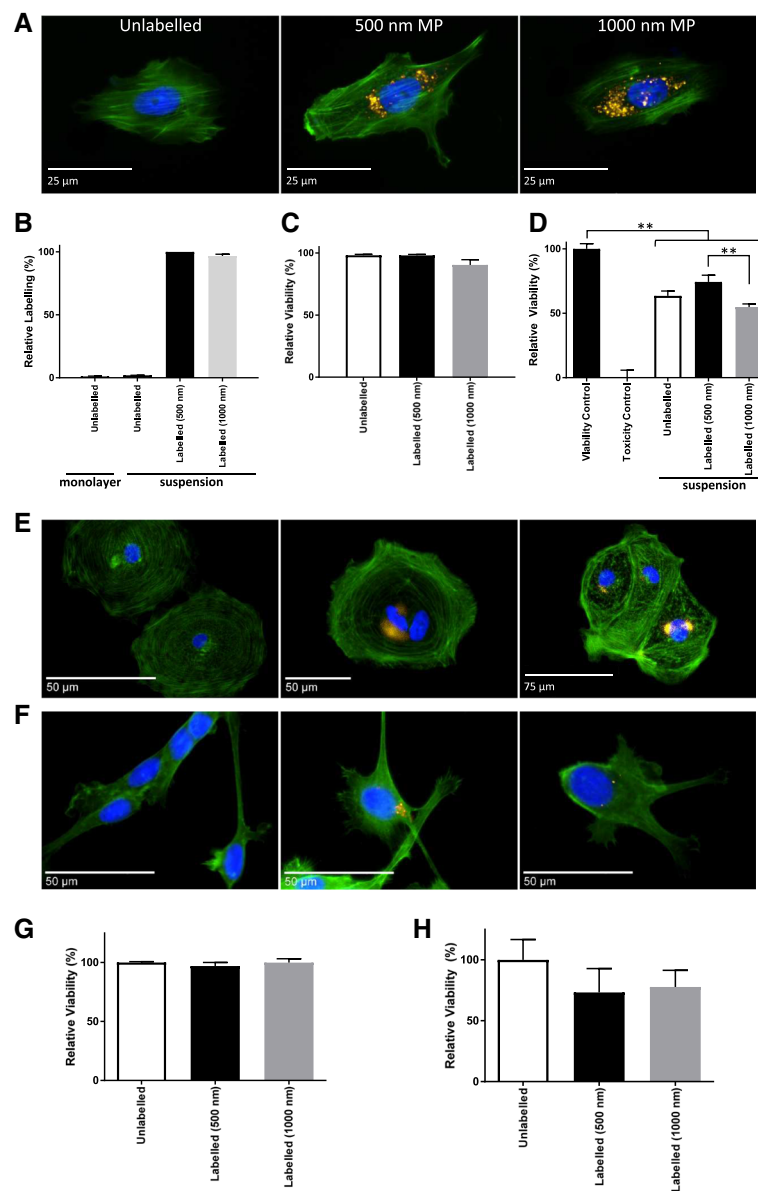 A
Unlabelled
500 nm MP
1000 nm MP
25 µm
25 µm
25 µm
B
Relative Labelling (%)
100
50
0
Unlabelled
Unlabelled
Labelled (500 nm)
Labelled (1000 nm)
monolayer
suspension
C
Relative Viability (%)
100
50
0
Unlabelled
Labelled (500 nm)
Labelled (1000 nm)
D
Relative Viability (%)
100
50
0
**
**
Viability Control
Toxicity Control
Unlabelled
Labelled (500 nm)
Labelled (1000 nm)
suspension
E
50 µm
50 µm
75 µm
F
50 µm
50 µm
50 µm
G
Relative Viability (%)
100
50
0
Unlabelled
Labelled (500 nm)
Labelled (1000 nm)
H
Relative Viability (%)
100
50
0
Unlabelled
Labelled (500 nm)
Labelled (1000 nm)